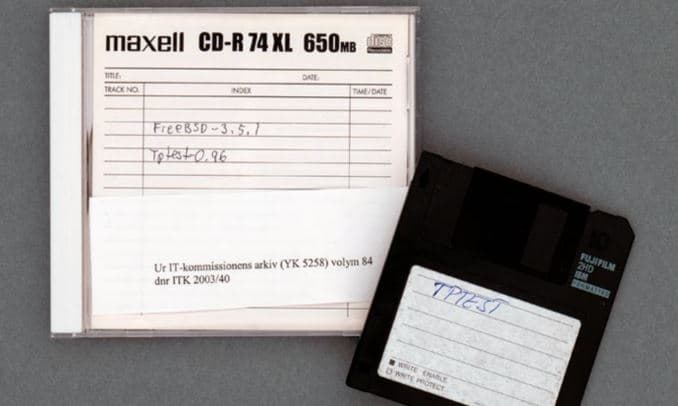 maxell CD-R 74 XL 650MB
TITLE: DATE:
TRACK NO. INDEX TIME/DATE
FreeBSD-3.5.1
Tptest-0.96
Ur IT-kommissionens arkiv (YK 5258) volym 84
dnr ITK 2003/40
FUJIFILM
2HD
IBM
FORMATTED
TPTEST
WRITE ENABLE
WRITE PROTECT